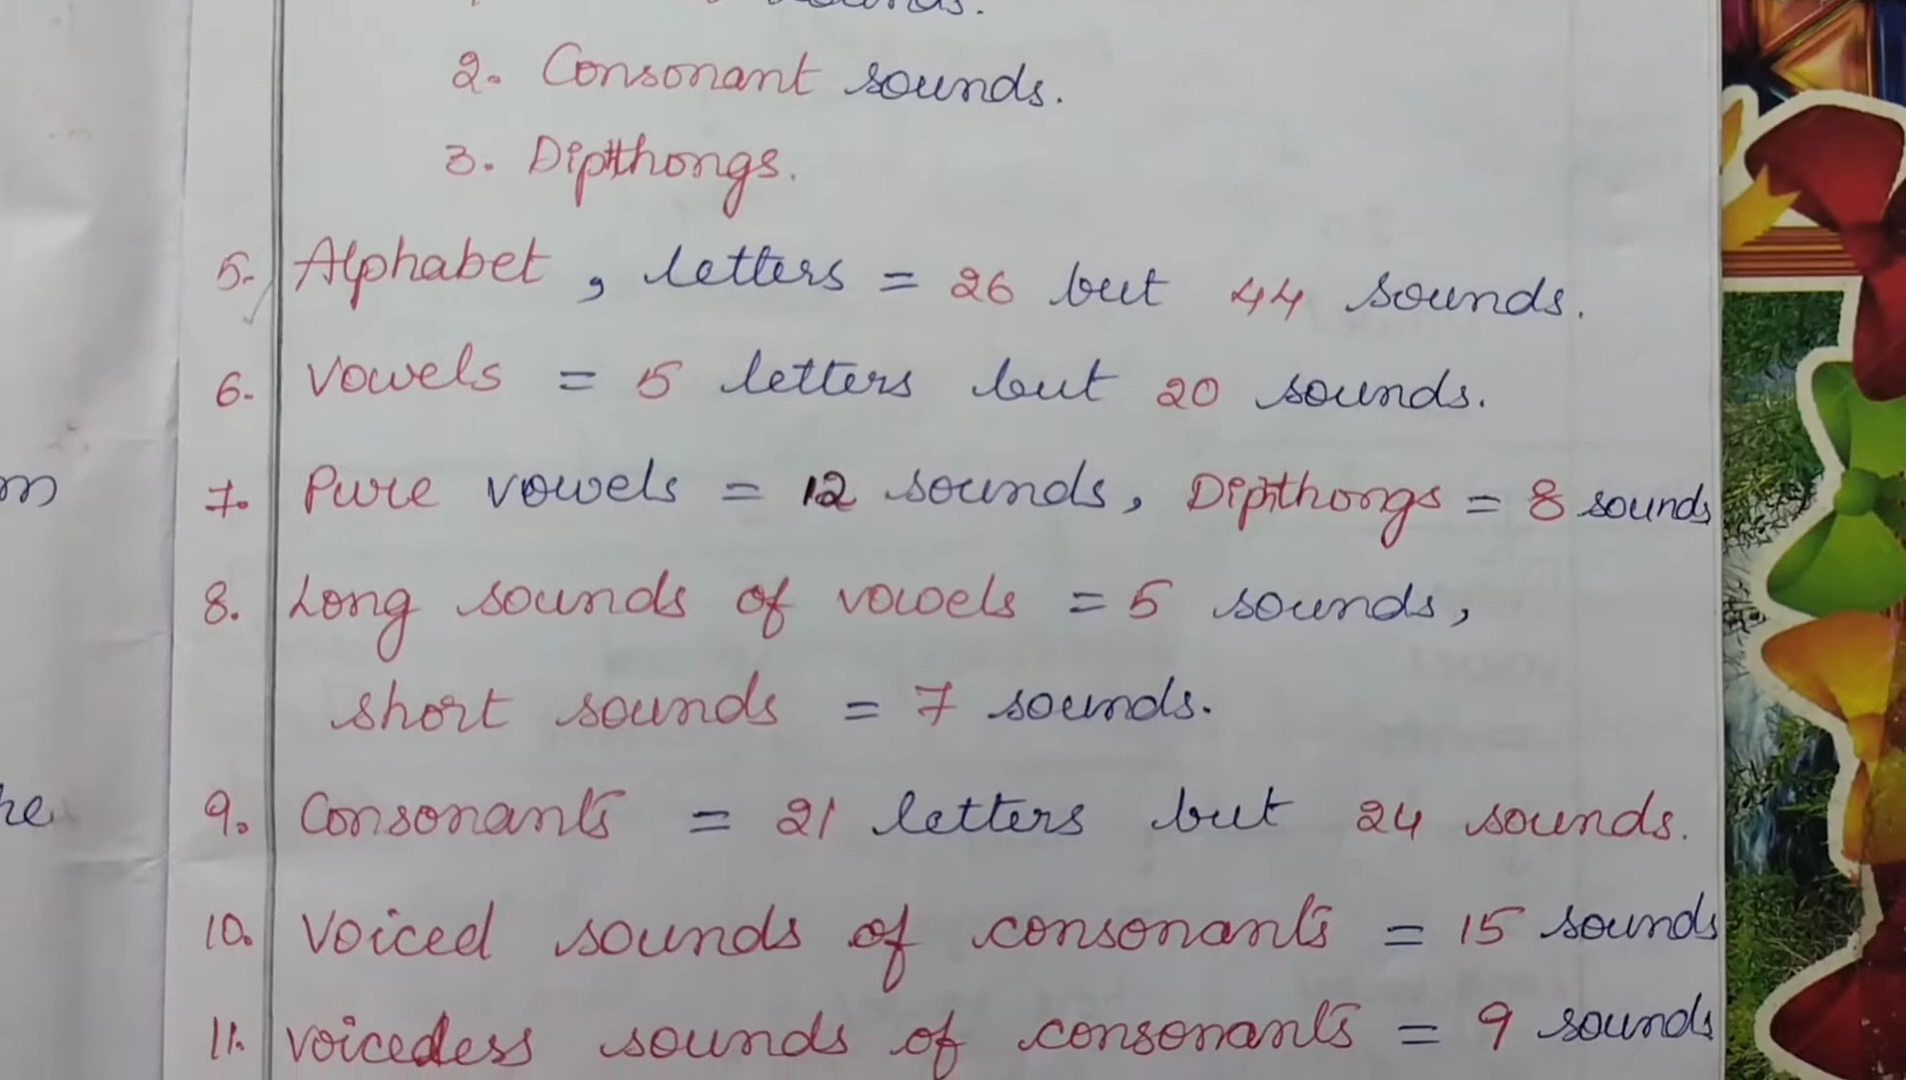 2. Consonant sounds.
3. Dipthongs.
5. Alphabet, letters = 26 but 44 sounds.
6. Vowels = 5 letters but 20 sounds.
7. Pure vowels = 12 sounds, Dipthongs = 8 sounds
8. Long sounds of vowels = 5 sounds,
short sounds = 7 sounds.
9. Consonants = 21 letters but 24 sounds.
10. Voiced sounds of consonants = 15 sounds
11. voicedless sounds of consonants = 9 sounds